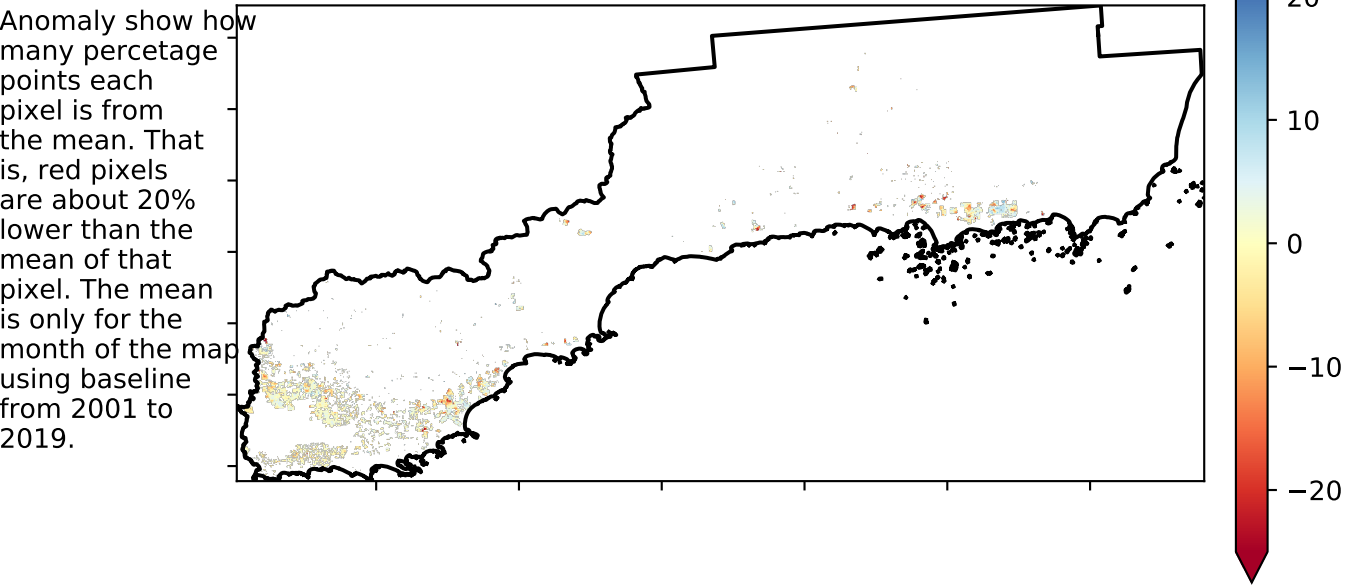 Anomaly show how
many percetage
points each
pixel is from
the mean. That
is, red pixels
are about 20%
lower than the
mean of that
pixel. The mean
is only for the
month of the map
using baseline
from 2001 to
2019.
20
10
0
−10
−20